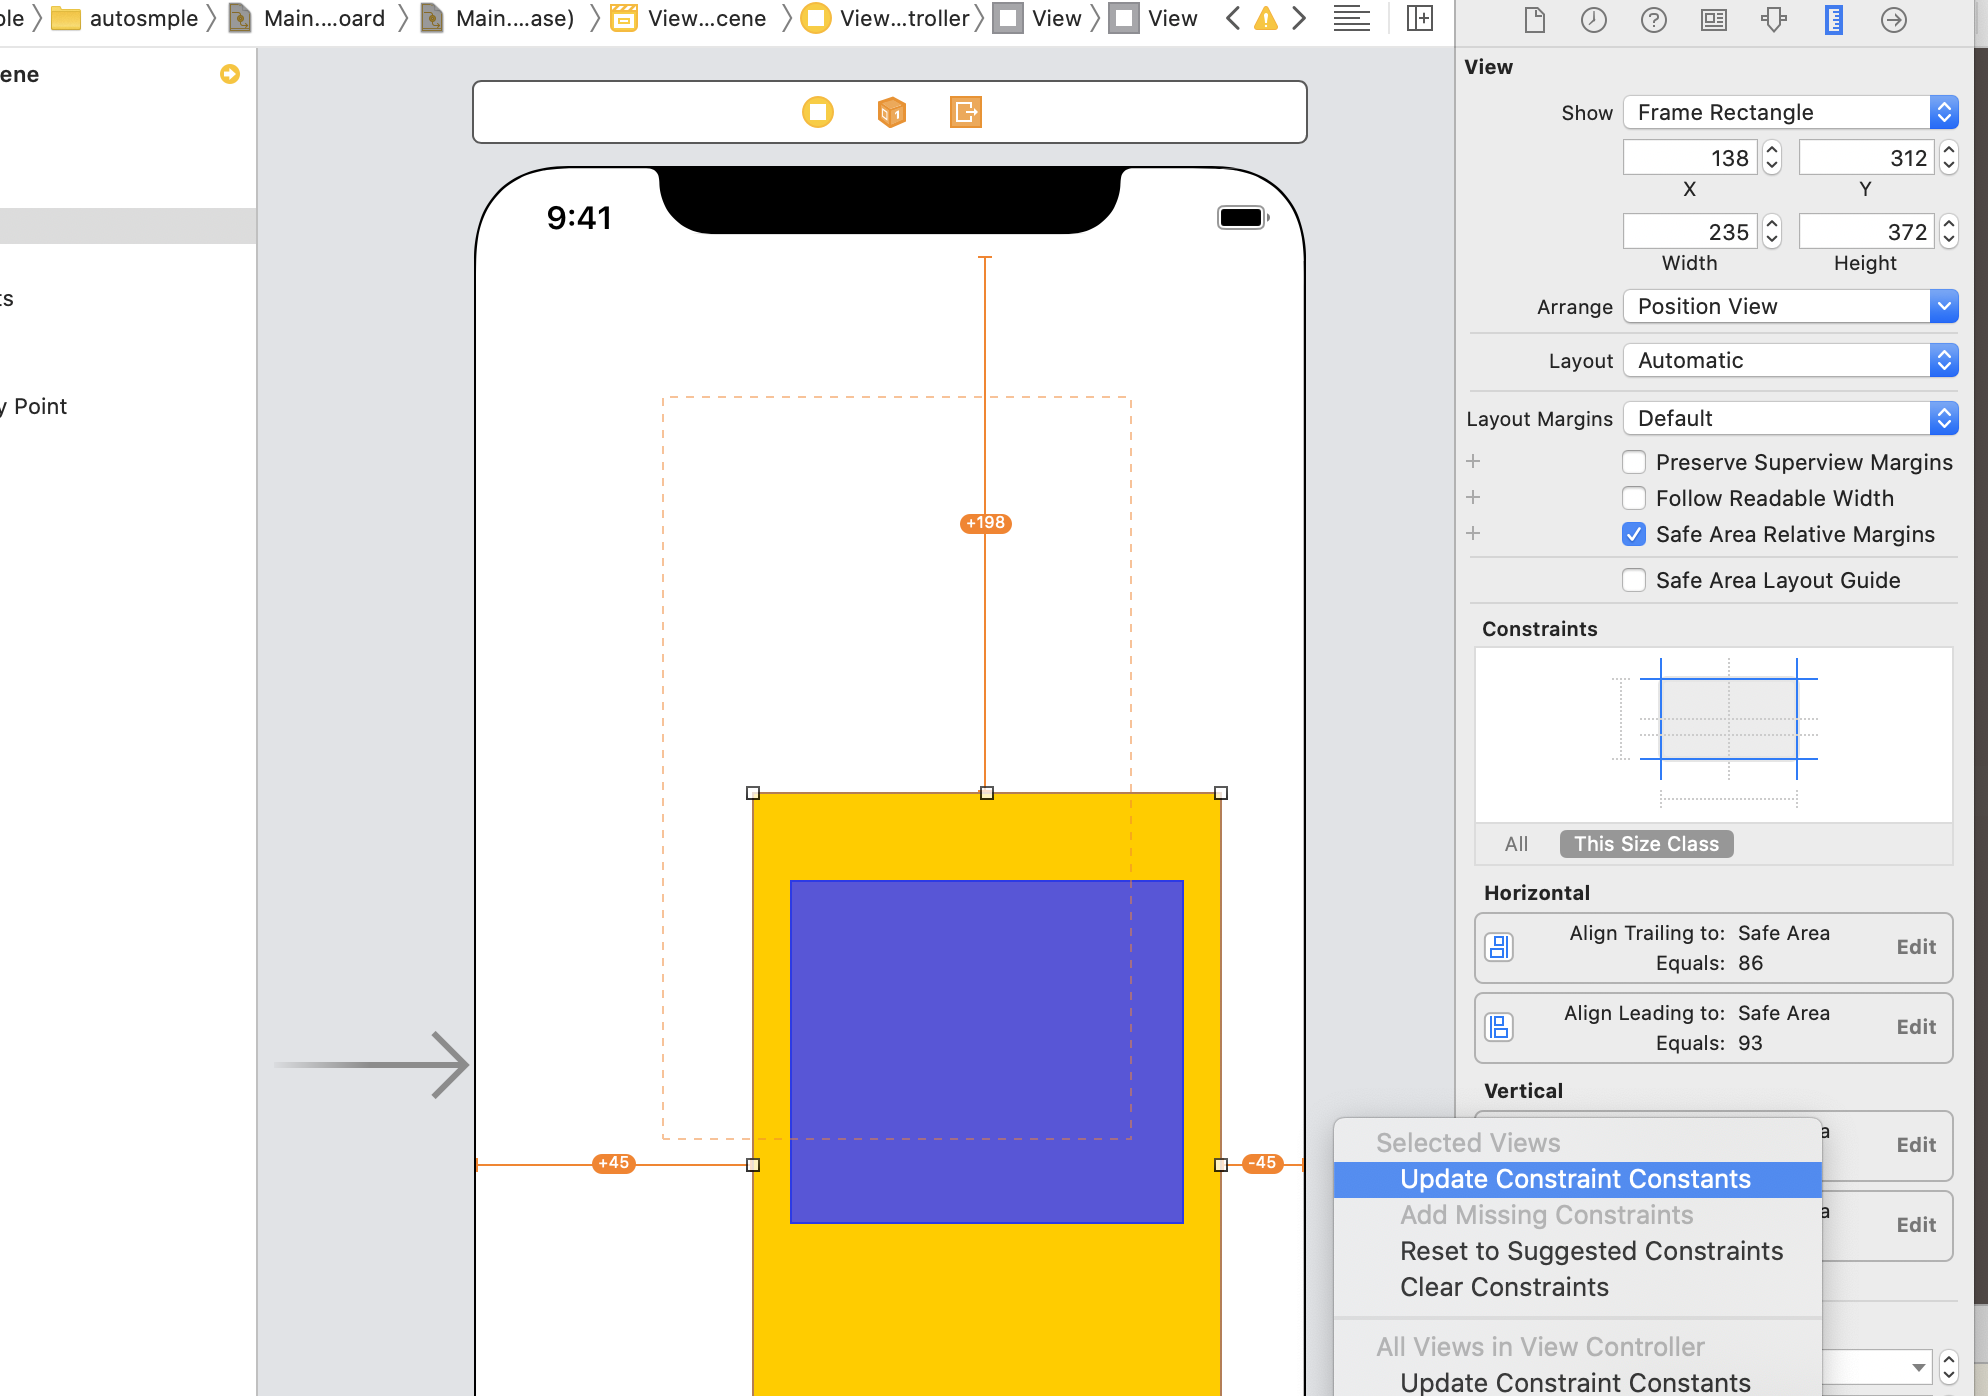 ole autosmple Main....oard Main....ase) View...cene View...troller View View
ene
ts
y Point
9:41
+198
+45
-45
View
Show Frame Rectangle
138 312
X Y
235 372
Width Height
Arrange Position View
Layout Automatic
Layout Margins Default
Preserve Superview Margins
Follow Readable Width
Safe Area Relative Margins
Safe Area Layout Guide
Constraints
All This Size Class
Horizontal
Align Trailing to: Safe Area
Equals: 86
Edit
Align Leading to: Safe Area
Equals: 93
Edit
Vertical
a
Edit
a
Edit
Selected Views
Update Constraint Constants
Add Missing Constraints
Reset to Suggested Constraints
Clear Constraints
All Views in View Controller
Update Constraint Constants